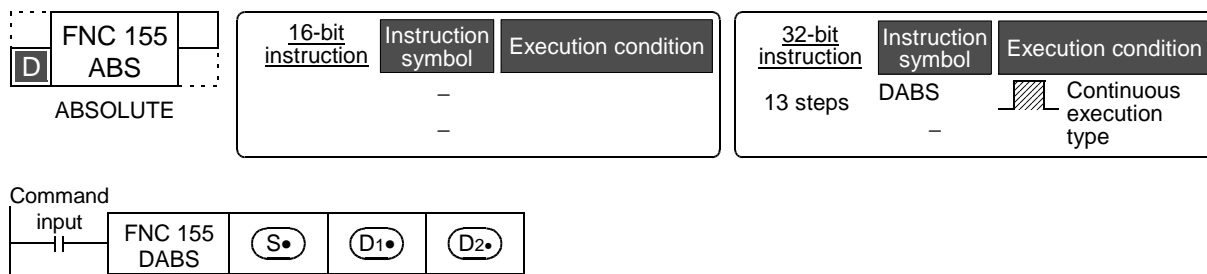 D
FNC 155
ABS
ABSOLUTE
16-bit
instruction
Instruction
symbol
Execution condition
–
–
32-bit
instruction
Instruction
symbol
Execution condition
13 steps
DABS
Continuous
execution
type
–
Command
input
FNC 155
DABS
S•
D1•
D2•